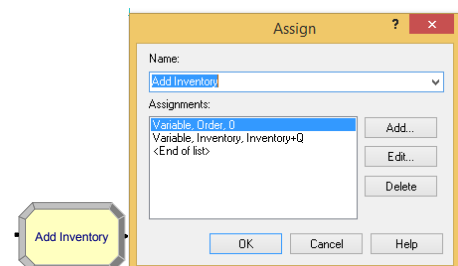 Assign
?
×
Name:
Add Inventory
Assignments:
Variable, Order, 0
Variable, Inventory, Inventory+Q
<End of list>
Add...
Edit...
Delete
Add Inventory
OK
Cancel
Help